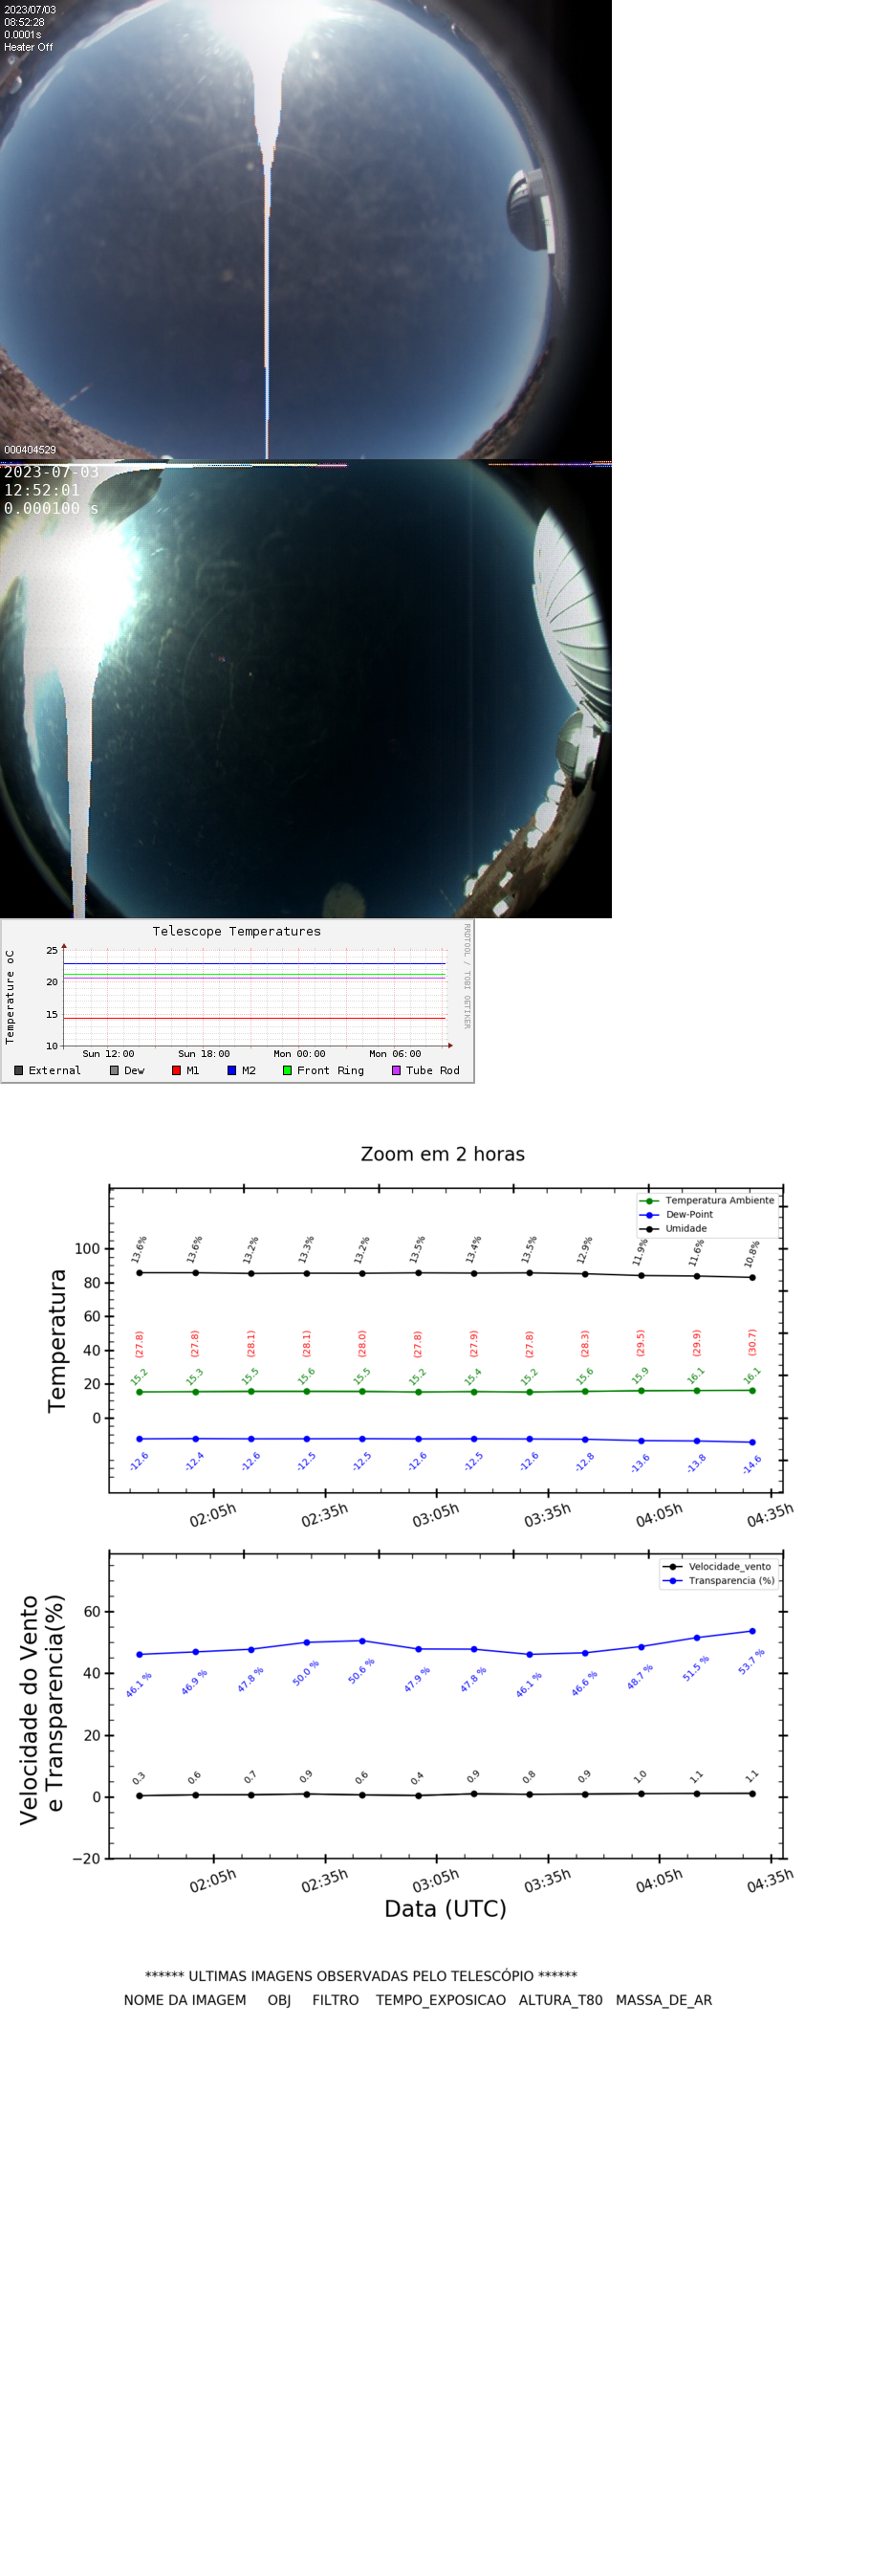 2023/07/03
08:52:28
0.0001s
Heater Off
000404529
2023-07-03
12:52:01
0.000100 s
Telescope Temperatures
RRDTOOL / TOBI OETIKER
Temperature oC
25
20
15
10
Sun 12:00 Sun 18:00 Mon 00:00 Mon 06:00
External Dew M1 M2 Front Ring Tube Rod
Zoom em 2 horas
Temperatura Ambiente
Dew-Point
Umidade
Temperatura
100
80
60
40
20
0
13.6% 13.6% 13.2% 13.3% 13.2% 13.5% 13.4% 13.5% 12.9% 11.9% 11.6% 10.8%
(27.8) (27.8) (28.1) (28.1) (28.0) (27.8) (27.9) (27.8) (28.3) (29.5) (29.9) (30.7)
15.2 15.3 15.5 15.6 15.5 15.2 15.4 15.2 15.6 15.9 16.1 16.1
-12.6 -12.4 -12.6 -12.5 -12.5 -12.6 -12.5 -12.6 -12.8 -13.6 -13.8 -14.6
02:05h 02:35h 03:05h 03:35h 04:05h 04:35h
Velocidade_vento
Transparencia (%)
Velocidade do Vento
e Transparencia(%)
60
40
20
0
−20
46.1 % 46.9 % 47.8 % 50.0 % 50.6 % 47.9 % 47.8 % 46.1 % 46.6 % 48.7 % 51.5 % 53.7 %
0.3 0.6 0.7 0.9 0.6 0.4 0.9 0.8 0.9 1.0 1.1 1.1
02:05h 02:35h 03:05h 03:35h 04:05h 04:35h
Data (UTC)
****** ULTIMAS IMAGENS OBSERVADAS PELO TELESCÓPIO ******
NOME DA IMAGEM OBJ FILTRO TEMPO_EXPOSICAO ALTURA_T80 MASSA_DE_AR